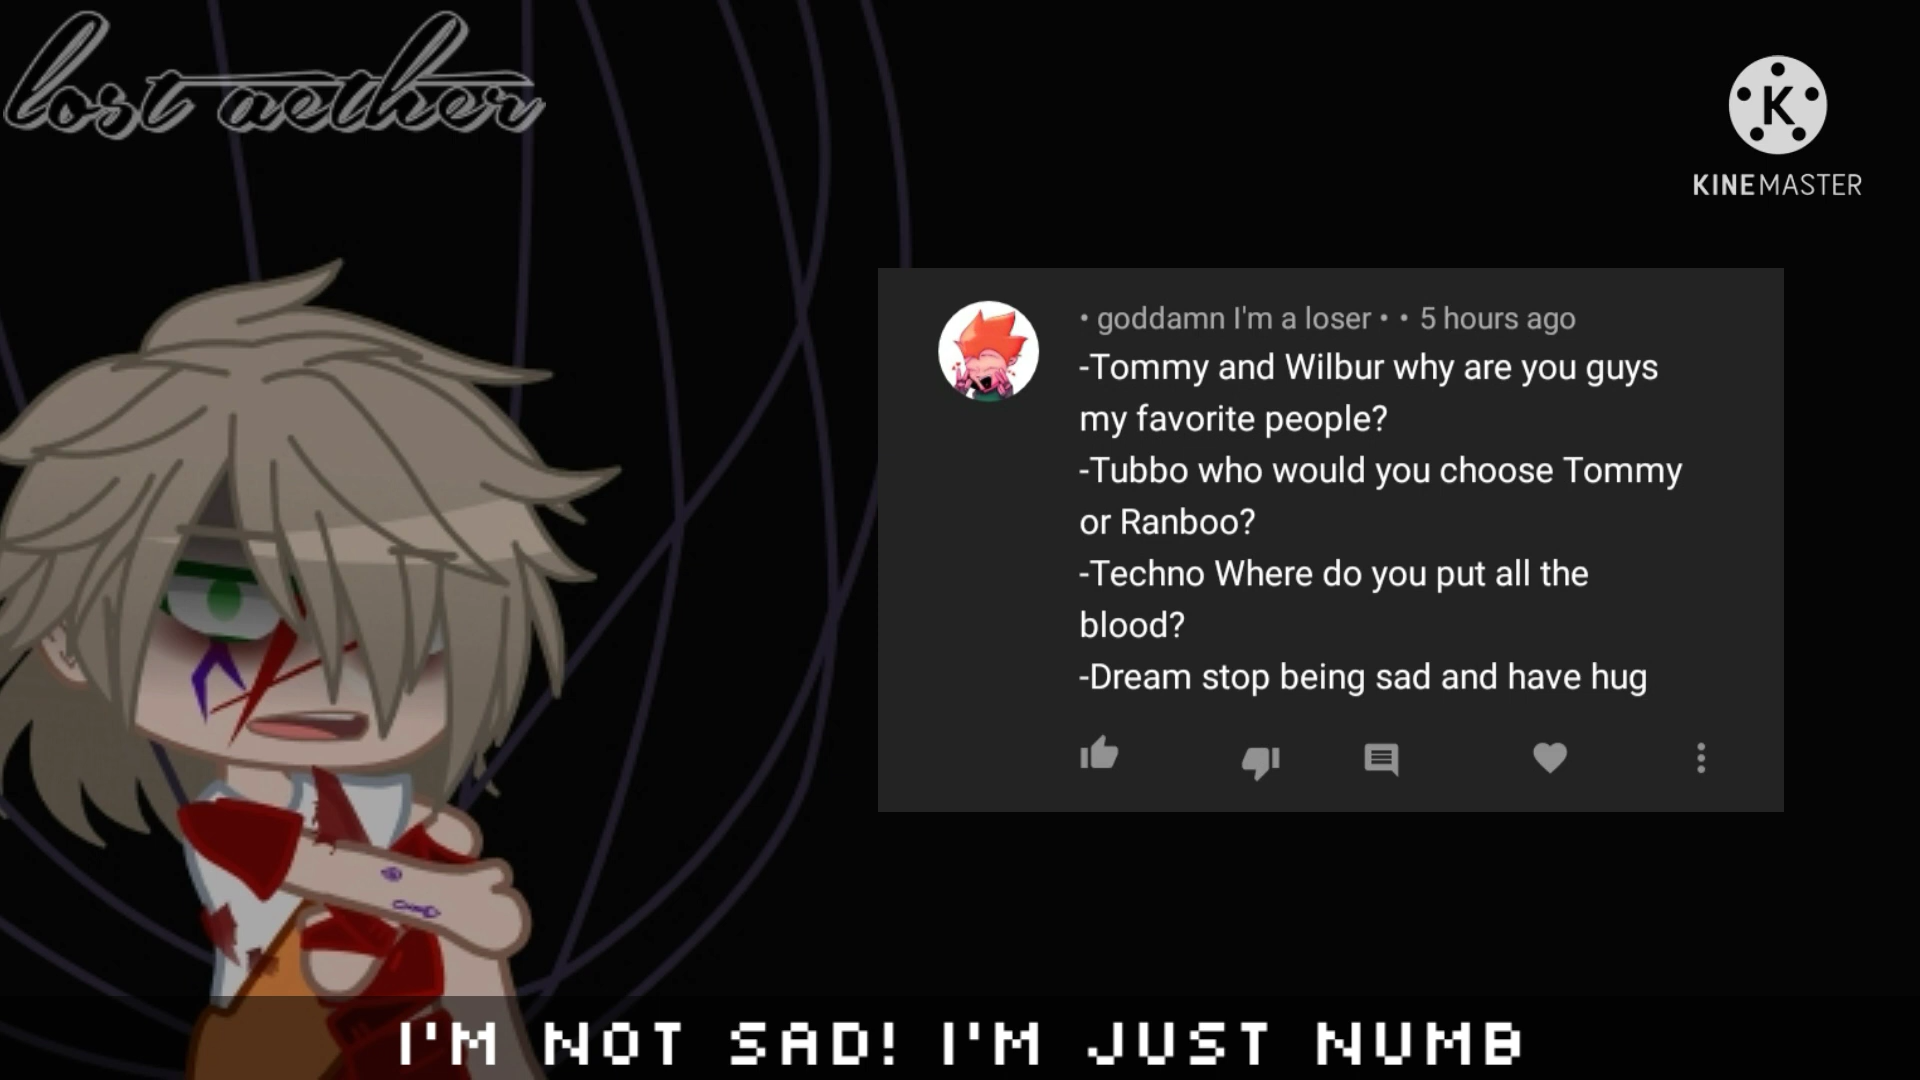 lost aether
K
KINEMASTER
• goddamn I'm a loser • • 5 hours ago
-Tommy and Wilbur why are you guys
my favorite people?
-Tubbo who would you choose Tommy
or Ranboo?
-Techno Where do you put all the
blood?
-Dream stop being sad and have hug
I'M NOT SAD! I'M JUST NUMB